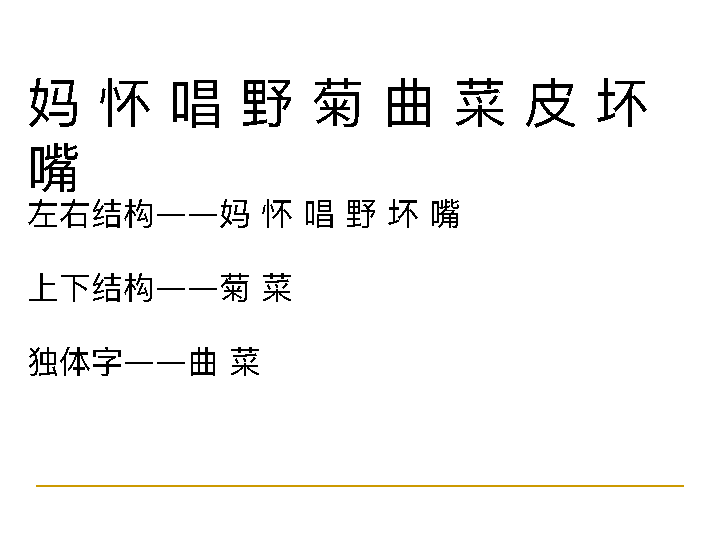 妈 怀 唱 野 菊 曲 菜 皮 坏
嘴
左右结构——妈 怀 唱 野 坏 嘴
上下结构——菊 菜
独体字——曲 菜